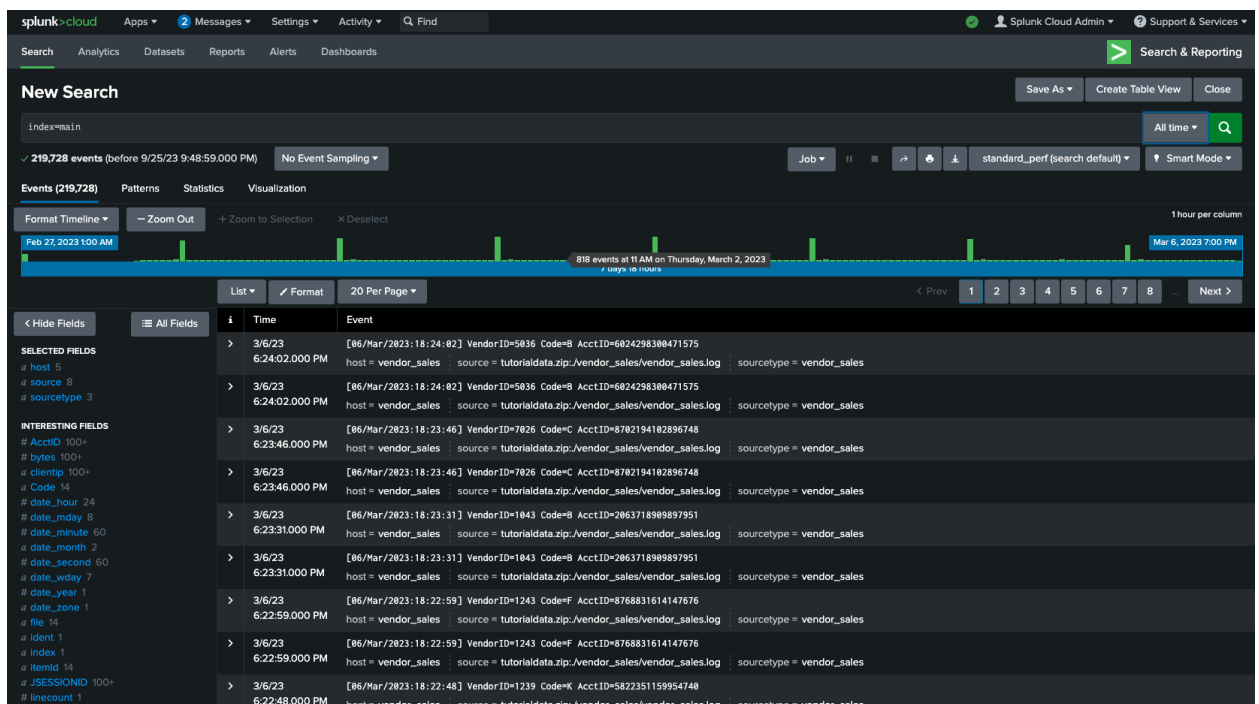 splunk>cloud Apps 2 Messages Settings Activity Find Splunk Cloud Admin Support & Services
Search Analytics Datasets Reports Alerts Dashboards Search & Reporting
New Search Save As Create Table View Close
index=main All time
219,728 events (before 9/25/23 9:48:59.000 PM) No Event Sampling Job standard_perf (search default) Smart Mode
Events (219,728) Patterns Statistics Visualization
Format Timeline — Zoom Out + Zoom to Selection × Deselect 1 hour per column
Feb 27, 2023 1:00 AM Mar 6, 2023 7:00 PM
818 events at 11 AM on Thursday, March 2, 2023
7 days 18 hours
List Format 20 Per Page < Prev 1 2 3 4 5 6 7 8 ... Next >
< Hide Fields All Fields i Time Event
SELECTED FIELDS
a host 5
a source 8
a sourcetype 3
INTERESTING FIELDS
# AcctID 100+
# bytes 100+
a clientip 100+
a Code 14
# date_hour 24
# date_mday 8
# date_minute 60
a date_month 2
# date_second 60
a date_wday 7
# date_year 1
a date_zone 1
a file 14
a ident 1
a index 1
a itemId 14
a JSESSIONID 100+
# linecount 1
> 3/6/23 [06/Mar/2023:18:24:02] VendorID=5036 Code=B AcctID=6024298300471575
6:24:02.000 PM host = vendor_sales source = tutorialdata.zip:./vendor_sales/vendor_sales.log sourcetype = vendor_sales
> 3/6/23 [06/Mar/2023:18:24:02] VendorID=5036 Code=B AcctID=6024298300471575
6:24:02.000 PM host = vendor_sales source = tutorialdata.zip:./vendor_sales/vendor_sales.log sourcetype = vendor_sales
> 3/6/23 [06/Mar/2023:18:23:46] VendorID=7026 Code=C AcctID=8702194102896748
6:23:46.000 PM host = vendor_sales source = tutorialdata.zip:./vendor_sales/vendor_sales.log sourcetype = vendor_sales
> 3/6/23 [06/Mar/2023:18:23:46] VendorID=7026 Code=C AcctID=8702194102896748
6:23:46.000 PM host = vendor_sales source = tutorialdata.zip:./vendor_sales/vendor_sales.log sourcetype = vendor_sales
> 3/6/23 [06/Mar/2023:18:23:31] VendorID=1043 Code=B AcctID=2063718909897951
6:23:31.000 PM host = vendor_sales source = tutorialdata.zip:./vendor_sales/vendor_sales.log sourcetype = vendor_sales
> 3/6/23 [06/Mar/2023:18:23:31] VendorID=1043 Code=B AcctID=2063718909897951
6:23:31.000 PM host = vendor_sales source = tutorialdata.zip:./vendor_sales/vendor_sales.log sourcetype = vendor_sales
> 3/6/23 [06/Mar/2023:18:22:59] VendorID=1243 Code=F AcctID=8768831614147676
6:22:59.000 PM host = vendor_sales source = tutorialdata.zip:./vendor_sales/vendor_sales.log sourcetype = vendor_sales
> 3/6/23 [06/Mar/2023:18:22:59] VendorID=1243 Code=F AcctID=8768831614147676
6:22:59.000 PM host = vendor_sales source = tutorialdata.zip:./vendor_sales/vendor_sales.log sourcetype = vendor_sales
> 3/6/23 [06/Mar/2023:18:22:48] VendorID=1239 Code=K AcctID=5822351159954740
6:22:48.000 PM